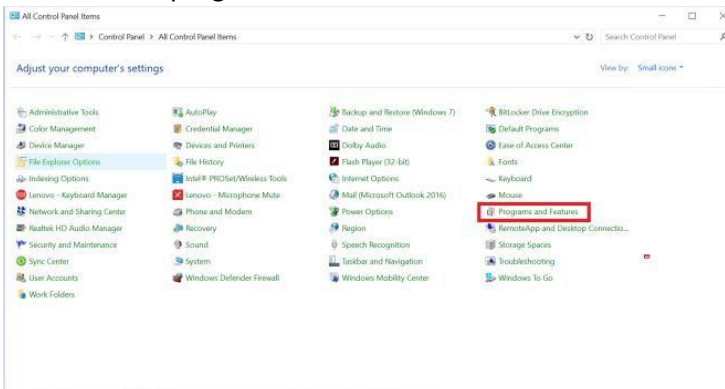 All Control Panel Items
Control Panel > All Control Panel Items
Search Control Panel
Adjust your computer's settings
View by: Small icons
Administrative Tools
AutoPlay
Backup and Restore (Windows 7)
BitLocker Drive Encryption
Color Management
Credential Manager
Date and Time
Default Programs
Device Manager
Devices and Printers
Dolby Audio
Ease of Access Center
File Explorer Options
File History
Flash Player (32-bit)
Fonts
Indexing Options
Intel® PROSet/Wireless Tools
Internet Options
Keyboard
Lenovo - Keyboard Manager
Lenovo - Microphone Mute
Mail (Microsoft Outlook 2016)
Mouse
Network and Sharing Center
Phone and Modem
Power Options
Programs and Features
Realtek HD Audio Manager
Recovery
Region
RemoteApp and Desktop Connectio...
Security and Maintenance
Sound
Speech Recognition
Storage Spaces
Sync Center
System
Taskbar and Navigation
Troubleshooting
User Accounts
Windows Defender Firewall
Windows Mobility Center
Windows To Go
Work Folders